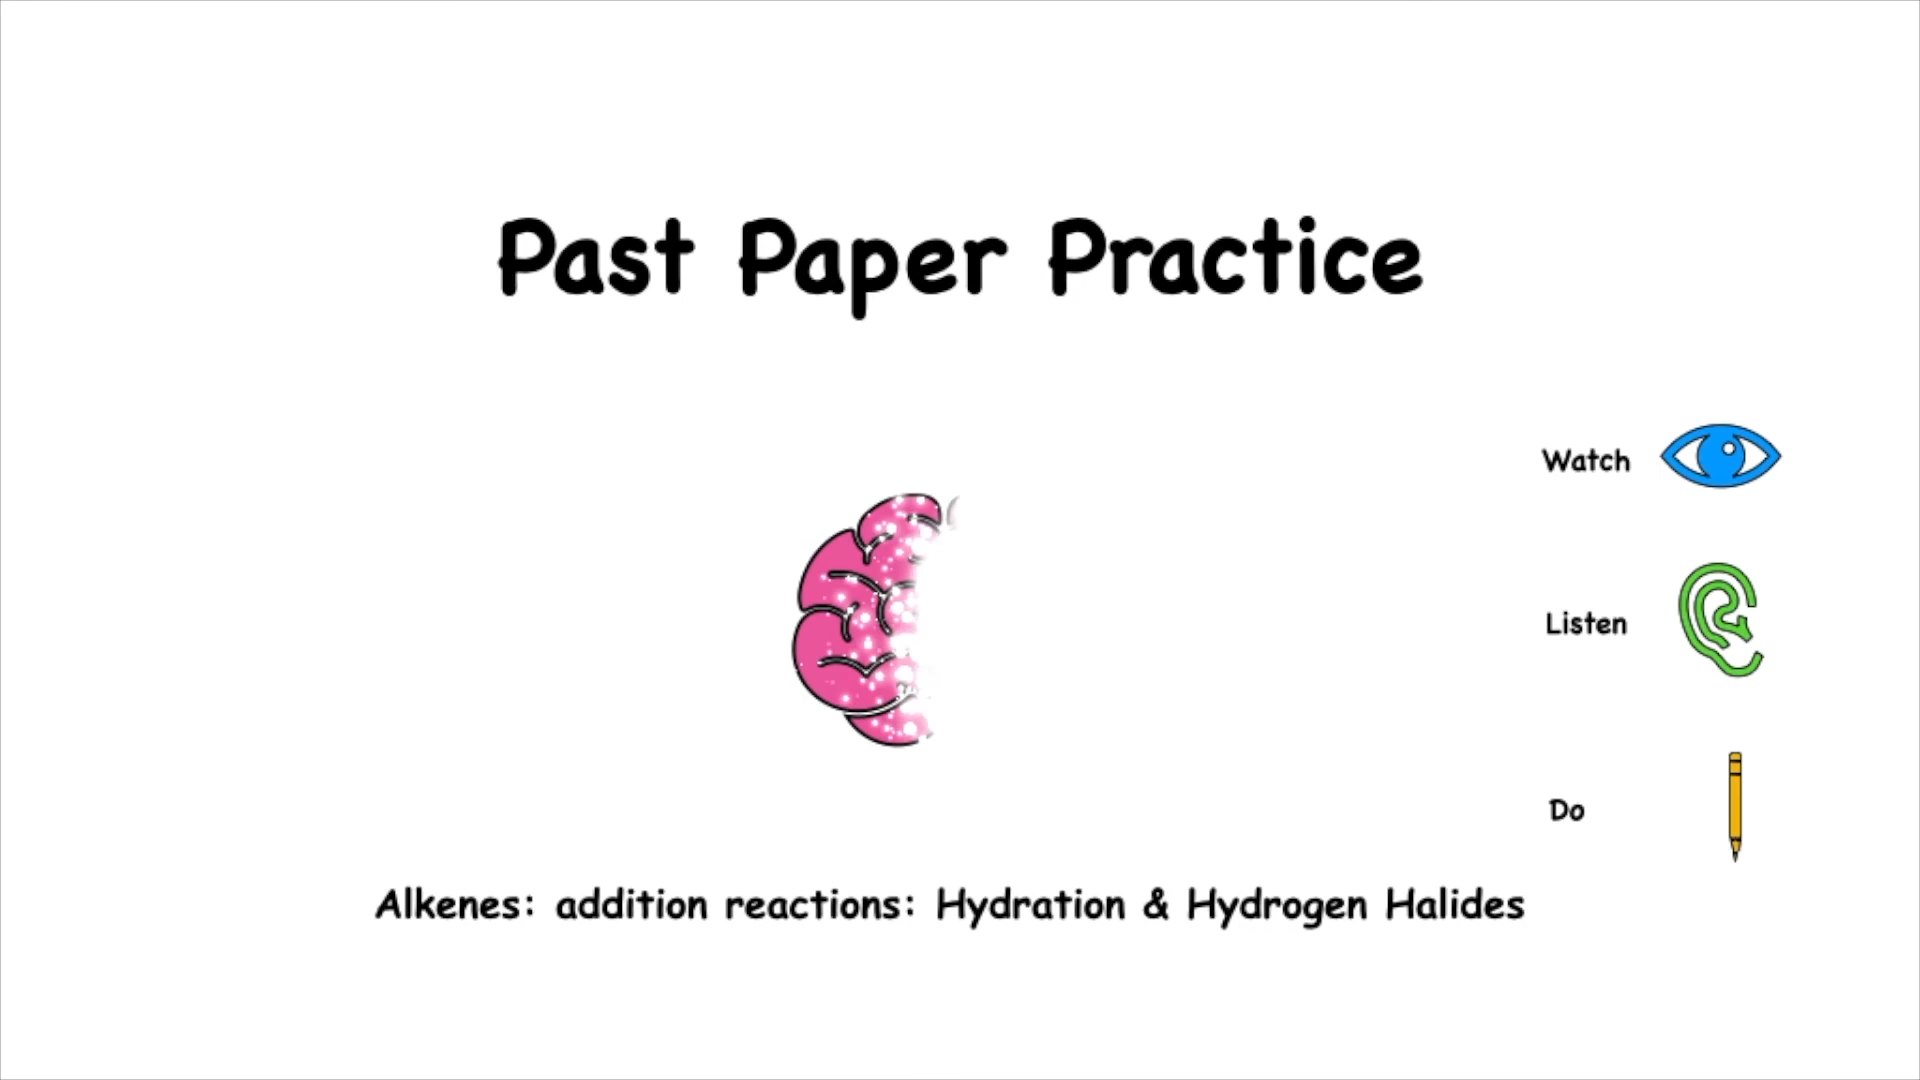 Past Paper Practice
Watch
Listen
Do
Alkenes: addition reactions: Hydration & Hydrogen Halides